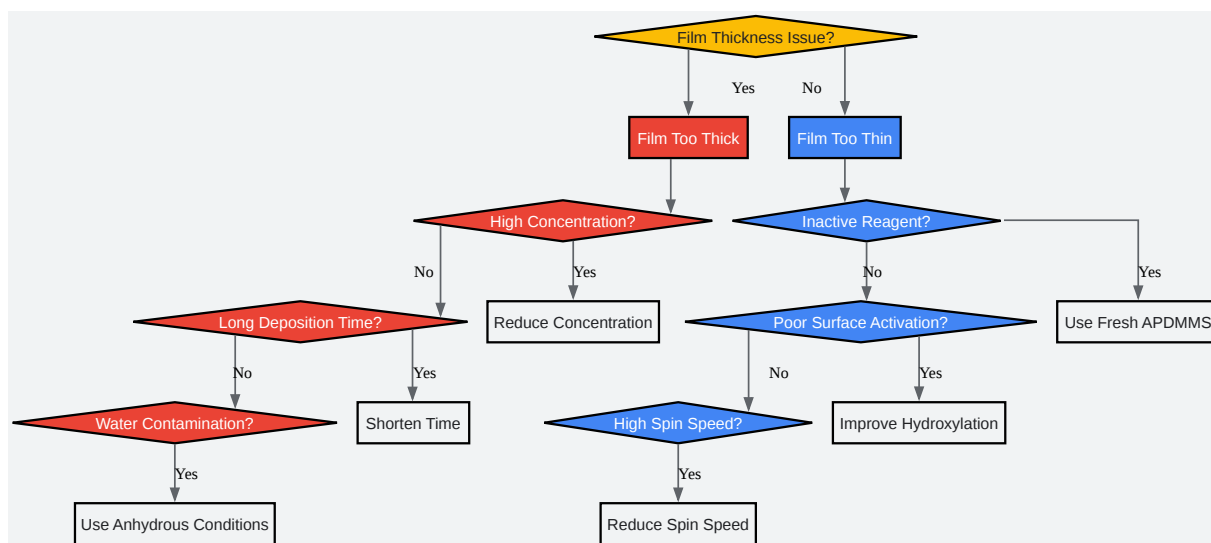 Film Thickness Issue?
Yes
No
Film Too Thick
Film Too Thin
High Concentration?
Inactive Reagent?
No
Yes
No
Yes
Long Deposition Time?
Reduce Concentration
Poor Surface Activation?
Use Fresh APDMMS
No
Yes
No
Yes
Water Contamination?
Shorten Time
High Spin Speed?
Improve Hydroxylation
Yes
Yes
Use Anhydrous Conditions
Reduce Spin Speed